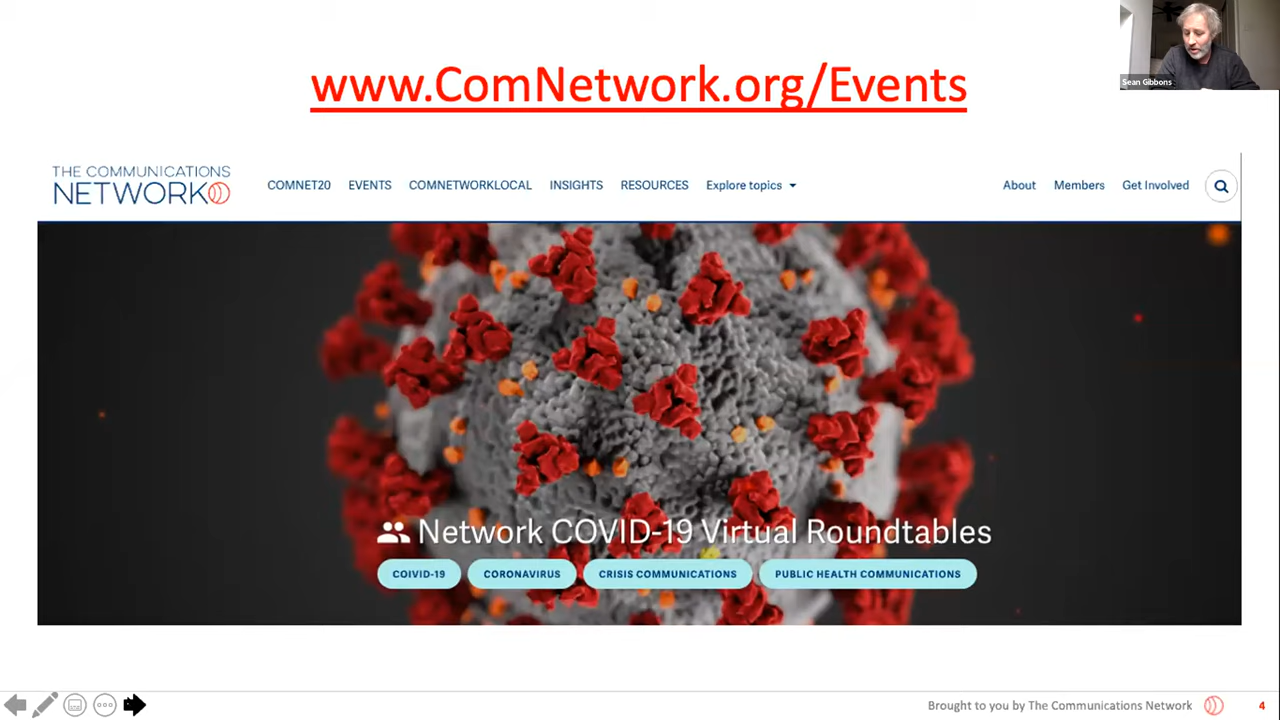 www.ComNetwork.org/Events
Sean Gibbons
THE COMMUNICATIONS
NETWORK
COMNET20 EVENTS COMNETWORKLOCAL INSIGHTS RESOURCES Explore topics About Members Get Involved
Network COVID-19 Virtual Roundtables
COIVID-19 CORONAVIRUS CRISIS COMMUNICATIONS PUBLIC HEALTH COMMUNICATIONS
Brought to you by The Communications Network 4